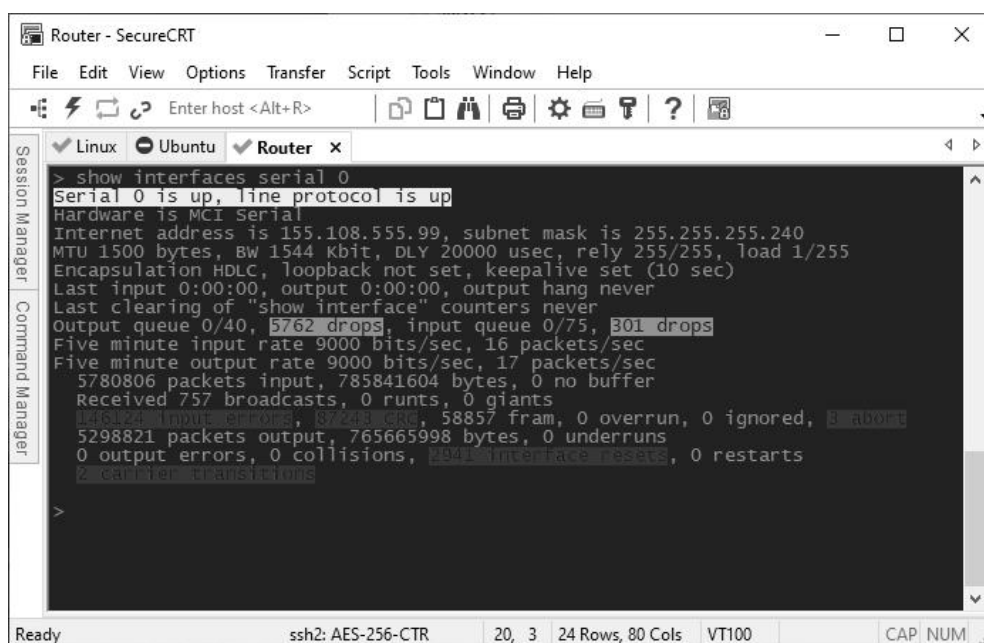 Router - SecureCRT
File Edit View Options Transfer Script Tools Window Help
Enter host <Alt+R>
Linux Ubuntu Router
Session Manager
Command Manager
> show interfaces serial 0
Serial 0 is up, line protocol is up
Hardware is MCI Serial
Internet address is 155.108.555.99, subnet mask is 255.255.255.240
MTU 1500 bytes, BW 1544 Kbit, DLY 20000 usec, rely 255/255, load 1/255
Encapsulation HDLC, loopback not set, keepalive set (10 sec)
Last input 0:00:00, output 0:00:00, output hang never
Last clearing of "show interface" counters never
Output queue 0/40, 5762 drops, input queue 0/75, 301 drops
Five minute input rate 9000 bits/sec, 16 packets/sec
Five minute output rate 9000 bits/sec, 17 packets/sec
5780806 packets input, 785841604 bytes, 0 no buffer
Received 757 broadcasts, 0 runts, 0 giants
146124 input errors, 87243 CRC, 58857 fram, 0 overrun, 0 ignored, 3 abort
5298821 packets output, 765665998 bytes, 0 underruns
0 output errors, 0 collisions, 2941 interface resets, 0 restarts
2 carrier transitions
>
Ready ssh2: AES-256-CTR 20, 3 24 Rows, 80 Cols VT100 CAP NUM